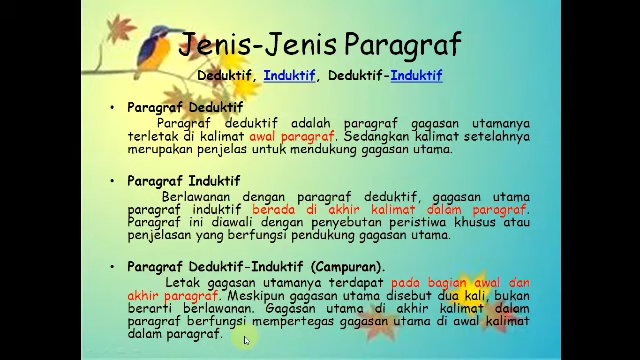 Jenis-Jenis Paragraf
Deduktif, Induktif, Deduktif-Induktif
• Paragraf Deduktif
Paragraf deduktif adalah paragraf gagasan utamanya
terletak di kalimat awal paragraf. Sedangkan kalimat setelahnya
merupakan penjelas untuk mendukung gagasan utama.
• Paragraf Induktif
Berlawanan dengan paragraf deduktif, gagasan utama
paragraf induktif berada di akhir kalimat dalam paragraf.
Paragraf ini diawali dengan penyebutan peristiwa khusus atau
penjelasan yang berfungsi pendukung gagasan utama.
• Paragraf Deduktif-Induktif (Campuran).
Letak gagasan utamanya terdapat pada bagian awal dan
akhir paragraf. Meskipun gagasan utama disebut dua kali, bukan
berarti berlawanan. Gagasan utama di akhir kalimat dalam
paragraf berfungsi mempertegas gagasan utama di awal kalimat
dalam paragraf.